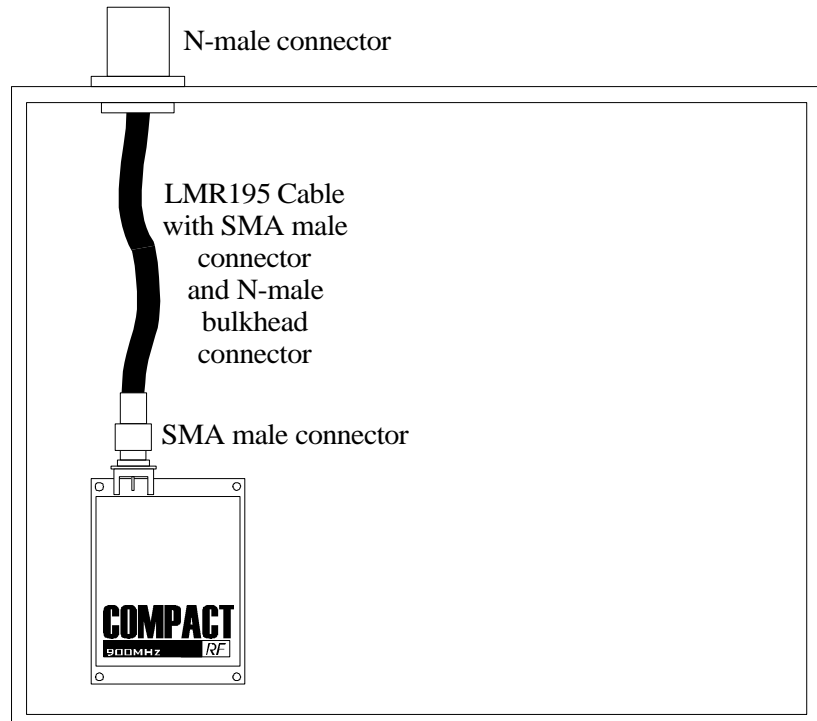 N-male connector
LMR195 Cable
with SMA male
connector
and N-male
bulkhead
connector
SMA male connector
COMPACT
900MHz RF